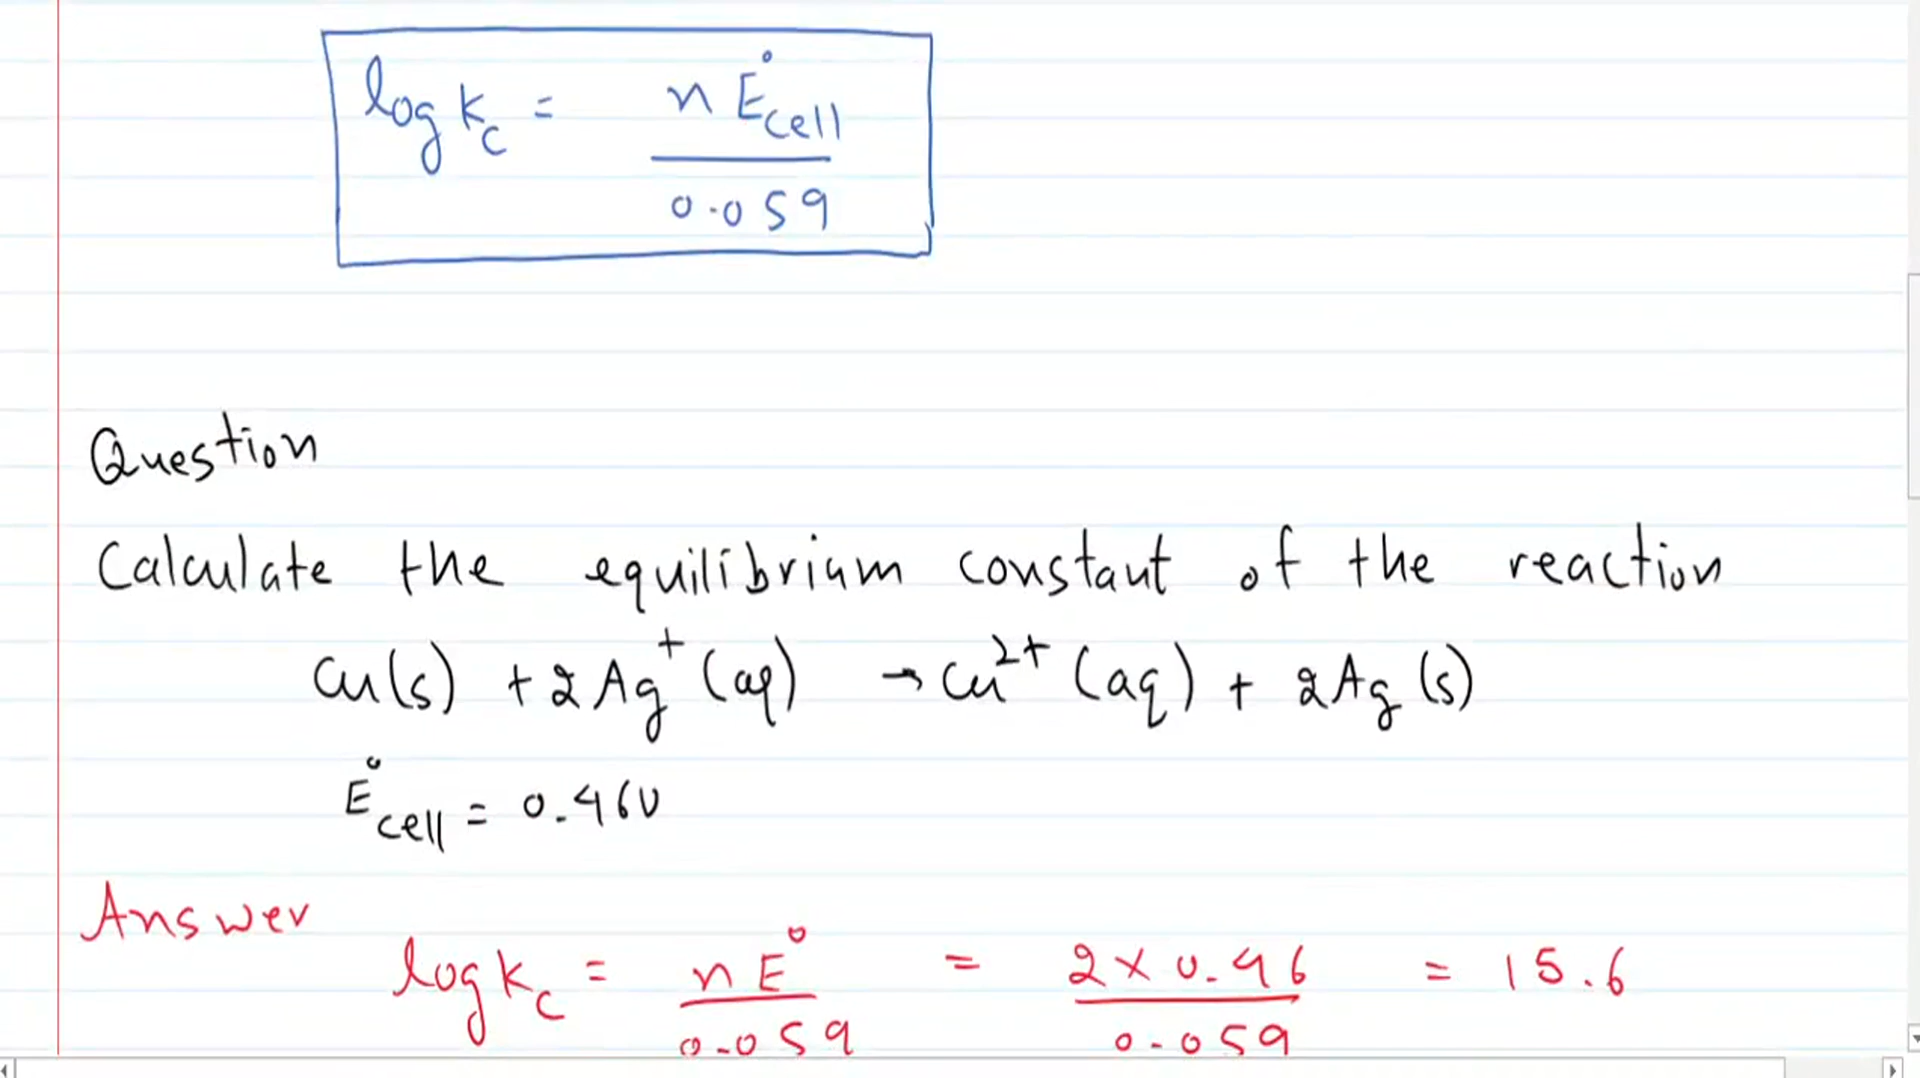 log Kc = n E°cell
0.059
Question
Calculate the equilibrium constant of the reaction
Cu(s) + 2Ag⁺(aq) → Cu²⁺(aq) + 2Ag(s)
E°cell = 0.46V
Answer
log Kc = nE° = 2 × 0.46 = 15.6
0.059 0.059